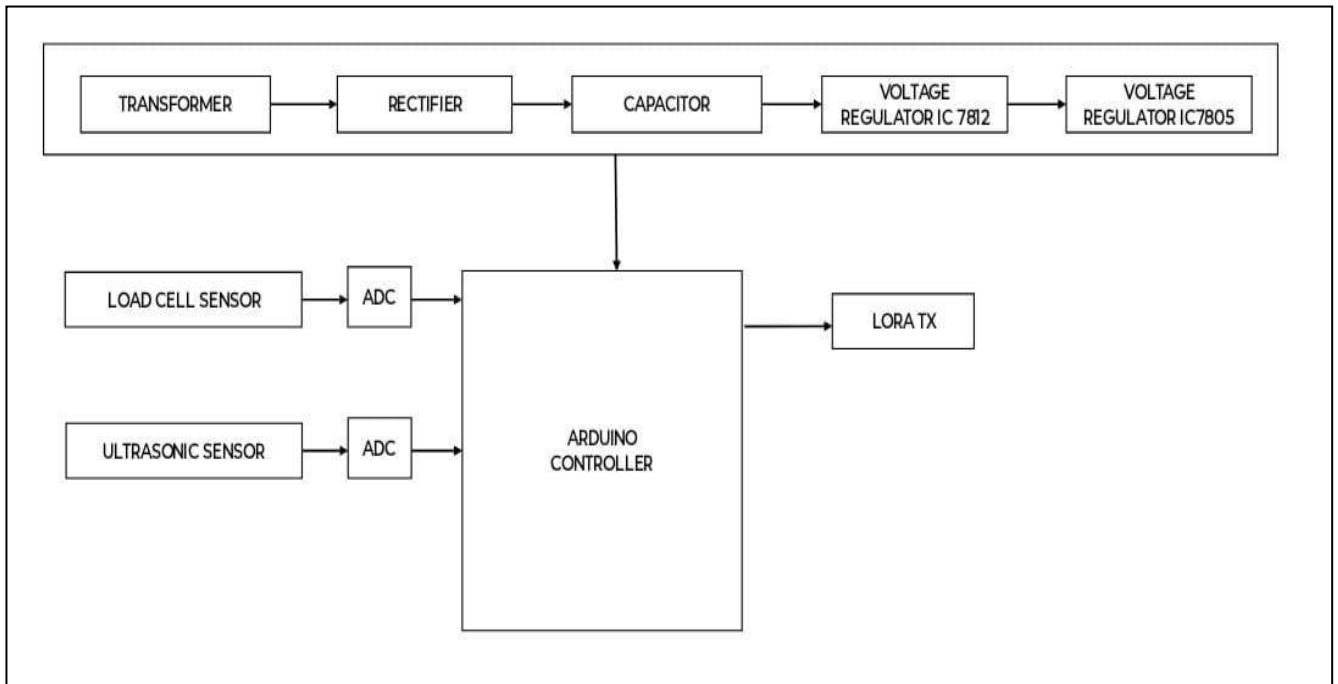 TRANSFORMER
RECTIFIER
CAPACITOR
VOLTAGE
REGULATOR IC 7812
VOLTAGE
REGULATOR IC7805
LOAD CELL SENSOR
ADC
LORA TX
ULTRASONIC SENSOR
ADC
ARDUINO
CONTROLLER